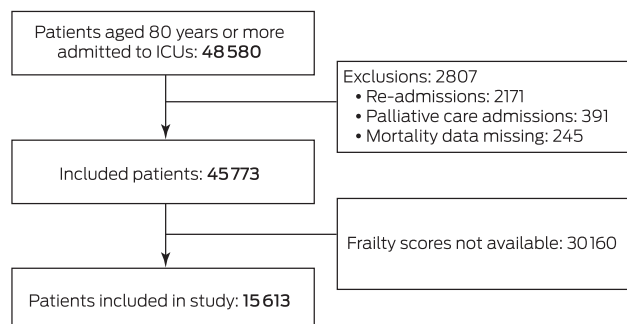 Patients aged 80 years or more
admitted to ICUs: 48 580
Exclusions: 2807
• Re-admissions: 2171
• Palliative care admissions: 391
• Mortality data missing: 245
Included patients: 45 773
Frailty scores not available: 30 160
Patients included in study: 15 613